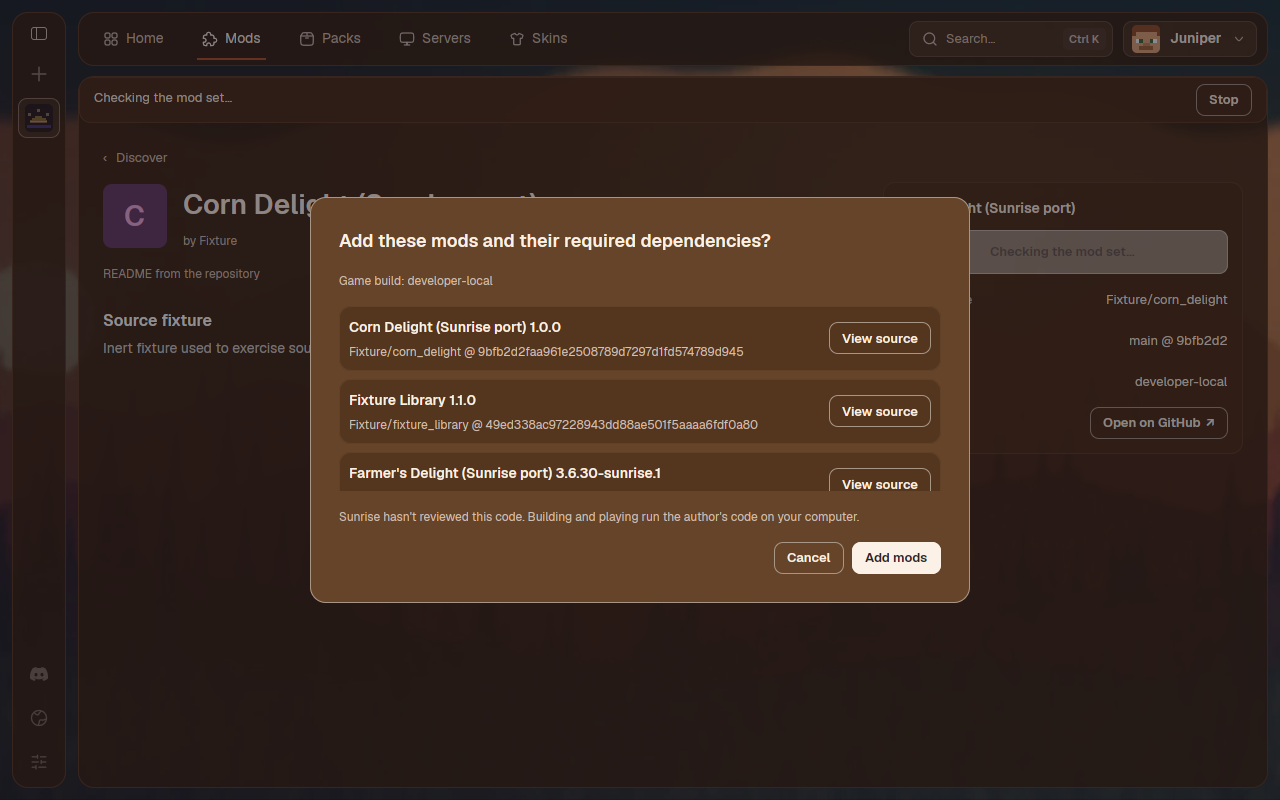 Home
Mods
Packs
Servers
Skins
Search...
Ctrl K
Juniper
Checking the mod set...
Stop
‹ Discover
C
Corn Delight (Sunrise port)
by Fixture
README from the repository
Source fixture
Inert fixture used to exercise sou
ht (Sunrise port)
Checking the mod set...
Fixture/corn_delight
main @ 9bfb2d2
developer-local
Open on GitHub ↗
Add these mods and their required dependencies?
Game build: developer-local
Corn Delight (Sunrise port) 1.0.0
Fixture/corn_delight @ 9bfb2d2faa961e2508789d7297d1fd574789d945
View source
Fixture Library 1.1.0
Fixture/fixture_library @ 49ed338ac97228943dd88ae501f5aaaa6fdf0a80
View source
Farmer's Delight (Sunrise port) 3.6.30-sunrise.1
View source
Sunrise hasn't reviewed this code. Building and playing run the author's code on your computer.
Cancel
Add mods